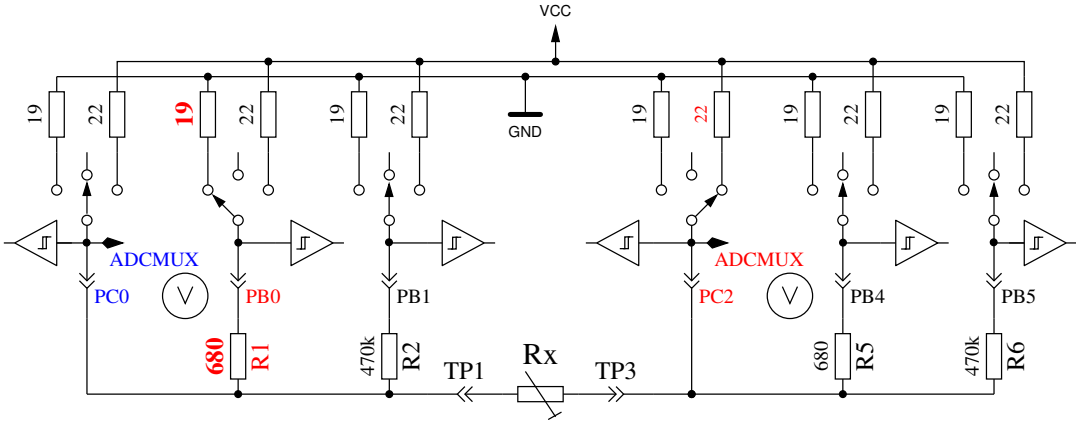 VCC
19
22
19
22
19
22
GND
19
22
19
22
19
22
ADCMUX
ADCMUX
PC0
V
PB0
PB1
PC2
V
PB4
PB5
680
R1
470k
R2
TP1
Rx
TP3
680
R5
470k
R6